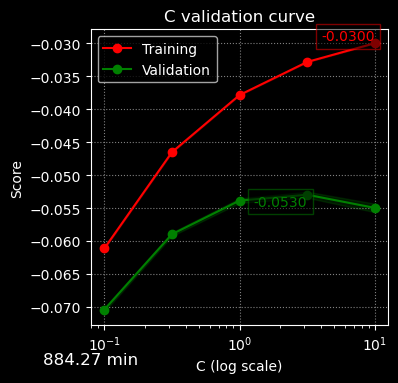 C validation curve
−0.030
−0.035
−0.040
−0.045
−0.050
−0.055
−0.060
−0.065
−0.070
Score
Training
Validation
-0.0300
-0.0530
10⁻¹
10⁰
10¹
C (log scale)
884.27 min